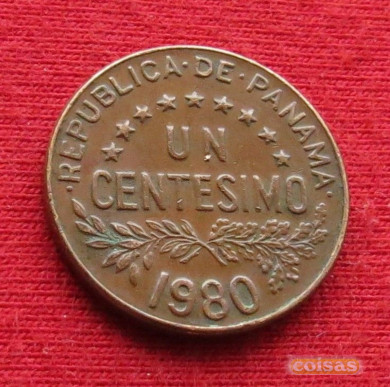 ·REPUBLICA·DE·PANAMA·
UN
CENTESIMO
1980
coisas